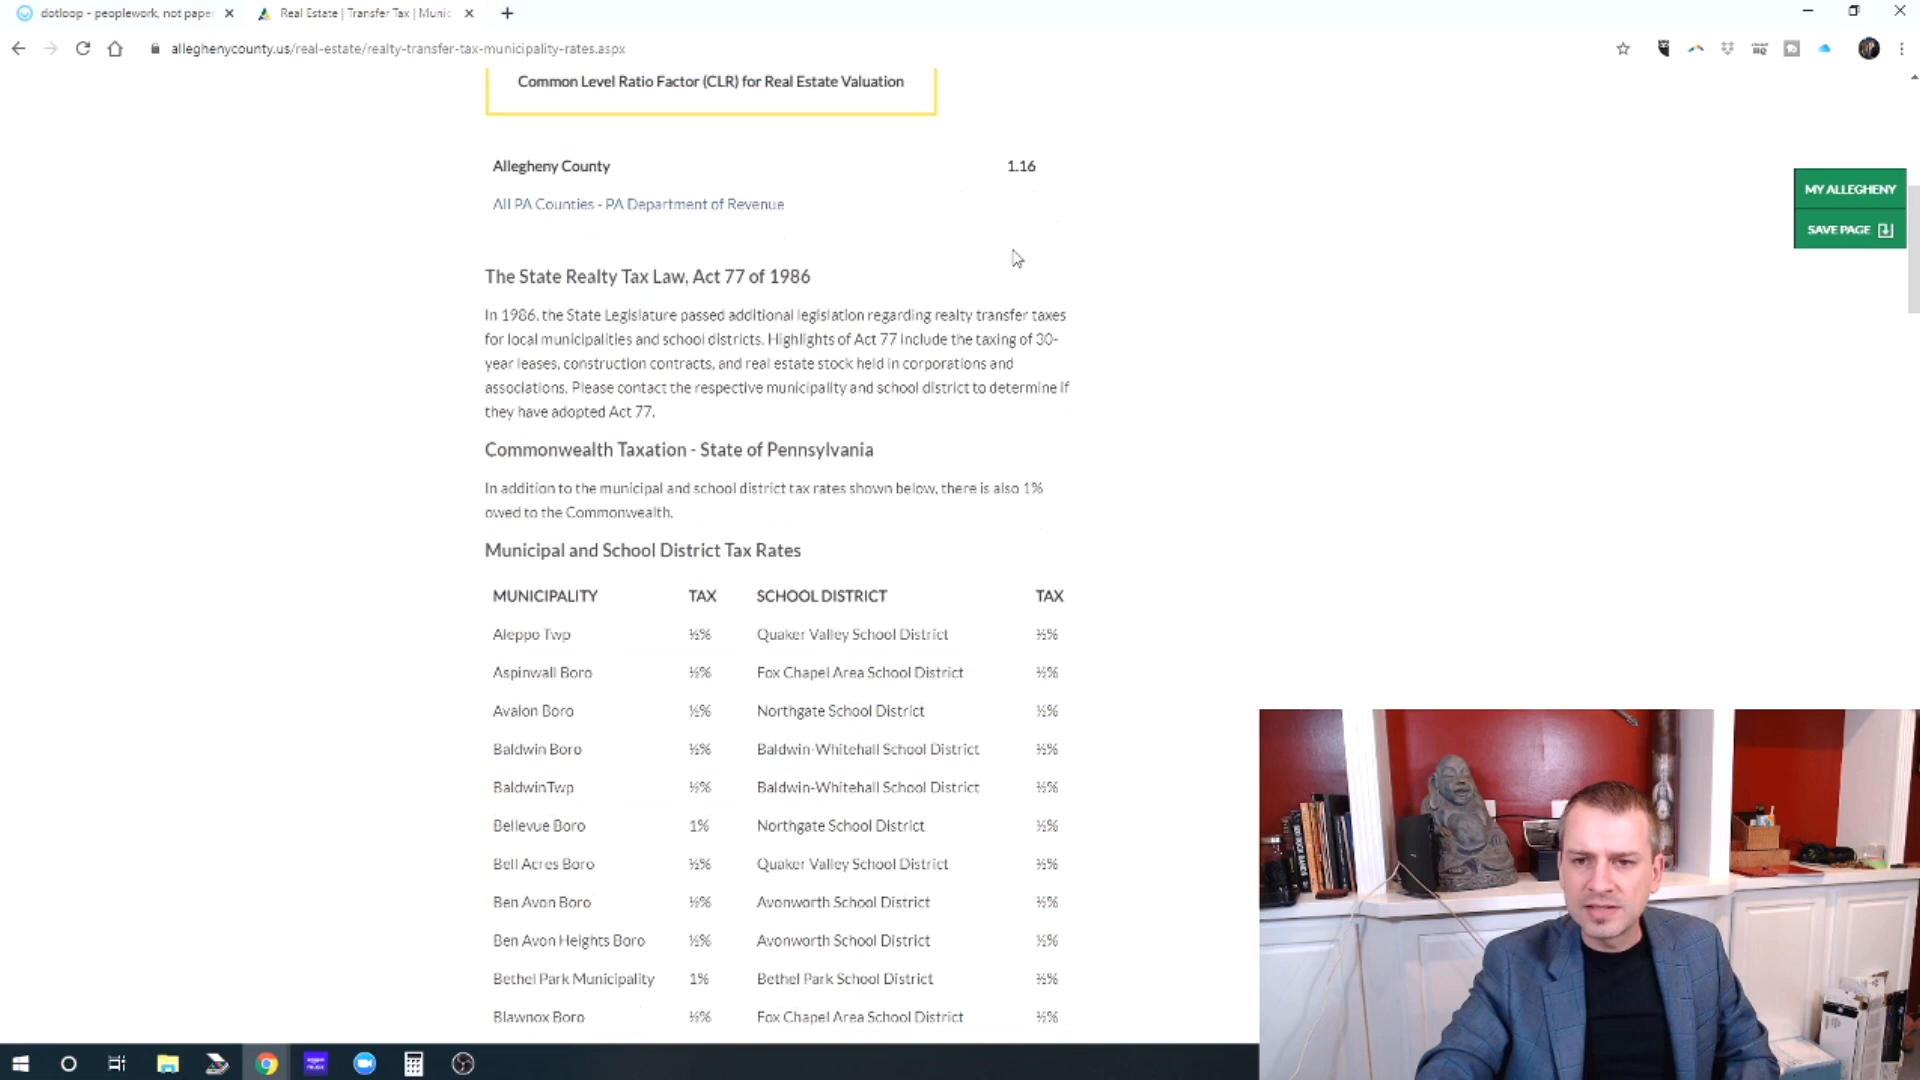 dotloop - peoplework, not paper
Real Estate | Transfer Tax | Munic
alleghenycounty.us/real-estate/realty-transfer-tax-municipality-rates.aspx
Common Level Ratio Factor (CLR) for Real Estate Valuation
Allegheny County 1.16
All PA Counties - PA Department of Revenue
MY ALLEGHENY
SAVE PAGE
The State Realty Tax Law, Act 77 of 1986
In 1986, the State Legislature passed additional legislation regarding realty transfer taxes
for local municipalities and school districts. Highlights of Act 77 include the taxing of 30-
year leases, construction contracts, and real estate stock held in corporations and
associations. Please contact the respective municipality and school district to determine if
they have adopted Act 77.
Commonwealth Taxation - State of Pennsylvania
In addition to the municipal and school district tax rates shown below, there is also 1%
owed to the Commonwealth.
Municipal and School District Tax Rates
MUNICIPALITY TAX SCHOOL DISTRICT TAX
Aleppo Twp ½% Quaker Valley School District ½%
Aspinwall Boro ½% Fox Chapel Area School District ½%
Avalon Boro ½% Northgate School District ½%
Baldwin Boro ½% Baldwin-Whitehall School District ½%
BaldwinTwp ½% Baldwin-Whitehall School District ½%
Bellevue Boro 1% Northgate School District ½%
Bell Acres Boro ½% Quaker Valley School District ½%
Ben Avon Boro ½% Avonworth School District ½%
Ben Avon Heights Boro ½% Avonworth School District ½%
Bethel Park Municipality 1% Bethel Park School District ½%
Blawnox Boro ½% Fox Chapel Area School District ½%